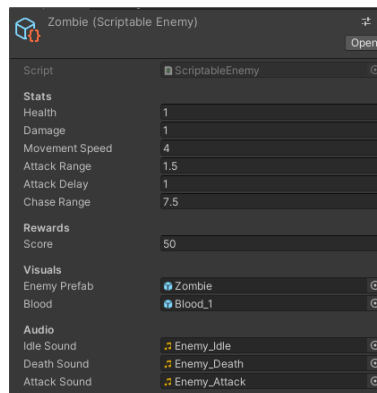 Zombie (Scriptable Enemy)
Open
Script ScriptableEnemy
Stats
Health 1
Damage 1
Movement Speed 4
Attack Range 1.5
Attack Delay 1
Chase Range 7.5
Rewards
Score 50
Visuals
Enemy Prefab Zombie
Blood Blood_1
Audio
Idle Sound Enemy_Idle
Death Sound Enemy_Death
Attack Sound Enemy_Attack